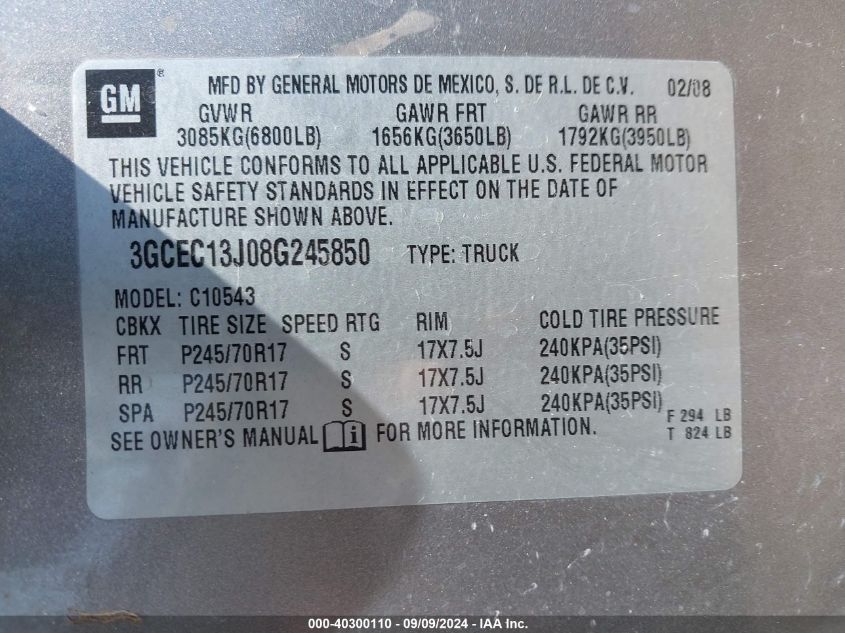 GM ® MFD BY GENERAL MOTORS DE MEXICO, S. DE R.L. DE C.V. 02/08
GVWR GAWR FRT GAWR RR
3085KG(6800LB) 1656KG(3650LB) 1792KG(3950LB)
THIS VEHICLE CONFORMS TO ALL APPLICABLE U.S. FEDERAL MOTOR
VEHICLE SAFETY STANDARDS IN EFFECT ON THE DATE OF
MANUFACTURE SHOWN ABOVE.
3GCEC13J08G245850 TYPE: TRUCK
MODEL: C10543
CBKX TIRE SIZE SPEED RTG RIM COLD TIRE PRESSURE
FRT P245/70R17 S 17X7.5J 240KPA(35PSI)
RR P245/70R17 S 17X7.5J 240KPA(35PSI)
SPA P245/70R17 S 17X7.5J 240KPA(35PSI)
F 294 LB
SEE OWNER'S MANUAL i FOR MORE INFORMATION. T 824 LB
000-40300110 - 09/09/2024 - IAA Inc.